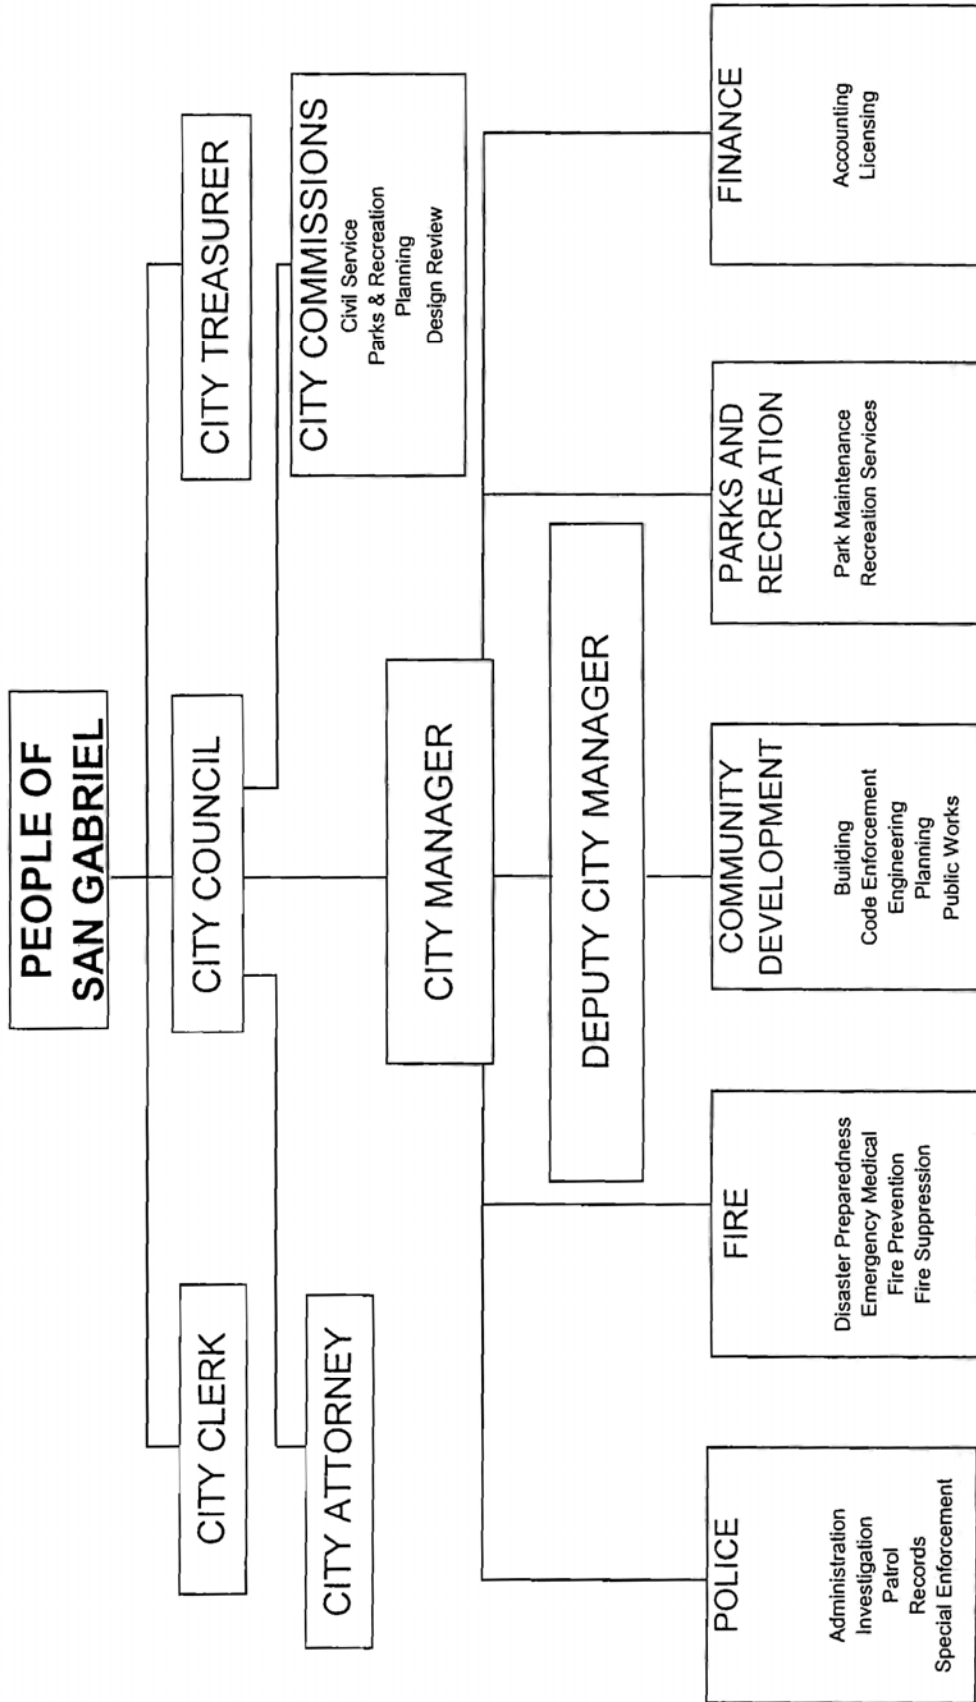 PEOPLE OF
SAN GABRIEL
CITY CLERK
CITY COUNCIL
CITY TREASURER
CITY ATTORNEY
CITY COMMISSIONS
Civil Service
Parks & Recreation
Planning
Design Review
CITY MANAGER
DEPUTY CITY MANAGER
POLICE
Administration
Investigation
Patrol
Records
Special Enforcement
FIRE
Disaster Preparedness
Emergency Medical
Fire Prevention
Fire Suppression
COMMUNITY
DEVELOPMENT
Building
Code Enforcement
Engineering
Planning
Public Works
PARKS AND
RECREATION
Park Maintenance
Recreation Services
FINANCE
Accounting
Licensing